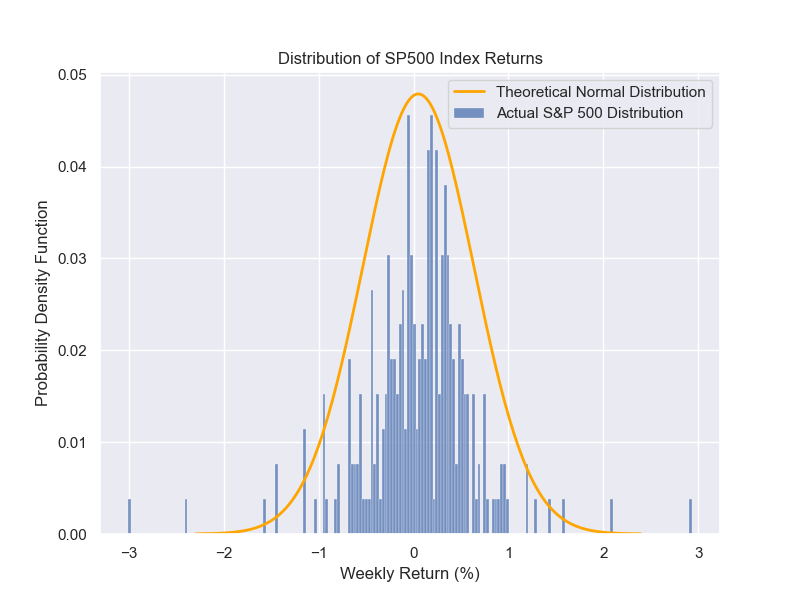 Distribution of SP500 Index Returns
Theoretical Normal Distribution
Actual S&P 500 Distribution
Probability Density Function
0.05
0.04
0.03
0.02
0.01
0.00
−3 −2 −1 0 1 2 3
Weekly Return (%)